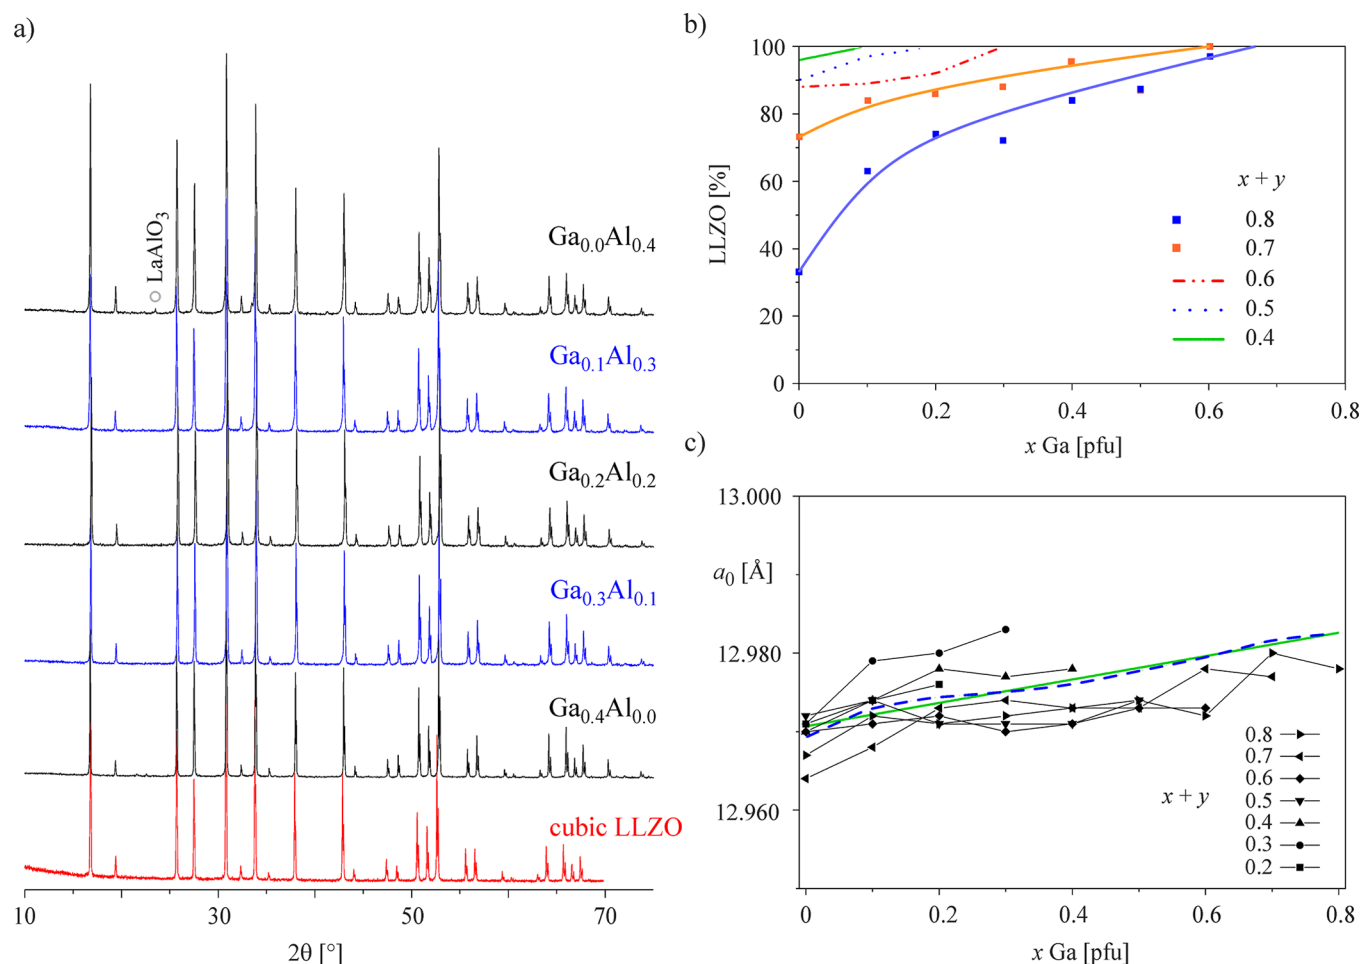 a)
LaAlO3
Ga0.0Al0.4
Ga0.1Al0.3
Ga0.2Al0.2
Ga0.3Al0.1
Ga0.4Al0.0
cubic LLZO
10 30 50 70
2θ [°]
b)
100
80
60
40
20
0
LLZO [%]
x + y
0.8
0.7
0.6
0.5
0.4
0 0.2 0.4 0.6 0.8
x Ga [pfu]
c)
13.000
a0 [Å]
12.980
12.960
x + y
0.8
0.7
0.6
0.5
0.4
0.3
0.2
0 0.2 0.4 0.6 0.8
x Ga [pfu]